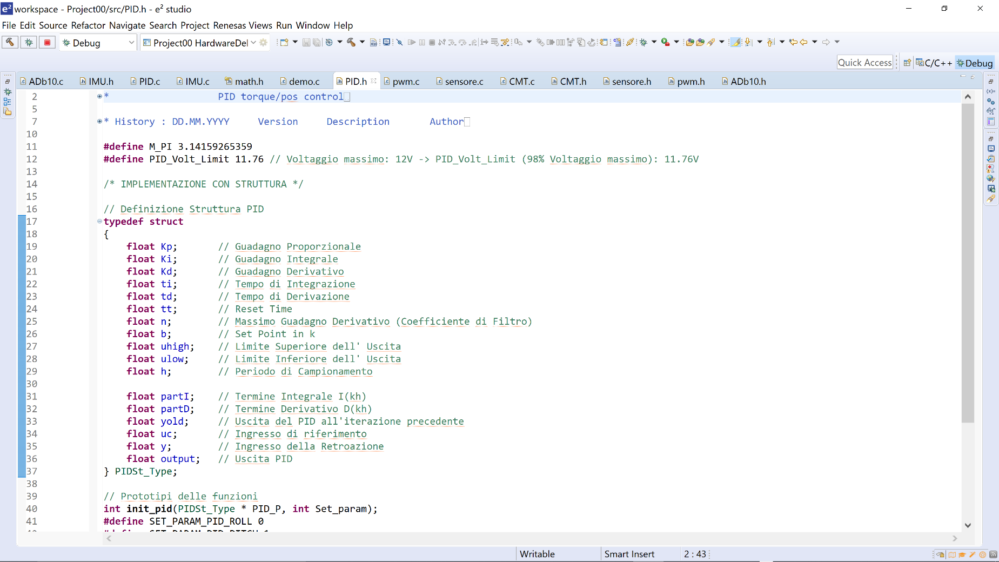 workspace - Project00/src/PID.h - e² studio
File Edit Source Refactor Navigate Search Project Renesas Views Run Window Help
Debug Project00 HardwareDel
Quick Access C/C++ Debug
ADb10.c IMU.h PID.c IMU.c math.h demo.c PID.h pwm.c sensore.c CMT.c CMT.h sensore.h pwm.h ADb10.h
2 * PID torque/pos control
5
7 * History : DD.MM.YYYY Version Description Author
10
11 #define M_PI 3.14159265359
12 #define PID_Volt_Limit 11.76 // Voltaggio massimo: 12V -> PID_Volt_Limit (98% Voltaggio massimo): 11.76V
13
14 /* IMPLEMENTAZIONE CON STRUTTURA */
15
16 // Definizione Struttura PID
17 typedef struct
18 {
19 float Kp; // Guadagno Proporzionale
20 float Ki; // Guadagno Integrale
21 float Kd; // Guadagno Derivativo
22 float ti; // Tempo di Integrazione
23 float td; // Tempo di Derivazione
24 float tt; // Reset Time
25 float n; // Massimo Guadagno Derivativo (Coefficiente di Filtro)
26 float b; // Set Point in k
27 float uhigh; // Limite Superiore dell' Uscita
28 float ulow; // Limite Inferiore dell' Uscita
29 float h; // Periodo di Campionamento
30
31 float partI; // Termine Integrale I(kh)
32 float partD; // Termine Derivativo D(kh)
33 float yold; // Uscita del PID all'iterazione precedente
34 float uc; // Ingresso di riferimento
35 float y; // Ingresso della Retroazione
36 float output; // Uscita PID
37 } PIDSt_Type;
38
39 // Prototipi delle funzioni
40 int init_pid(PIDSt_Type * PID_P, int Set_param);
41 #define SET_PARAM_PID_ROLL 0
Writable Smart Insert 2 : 43